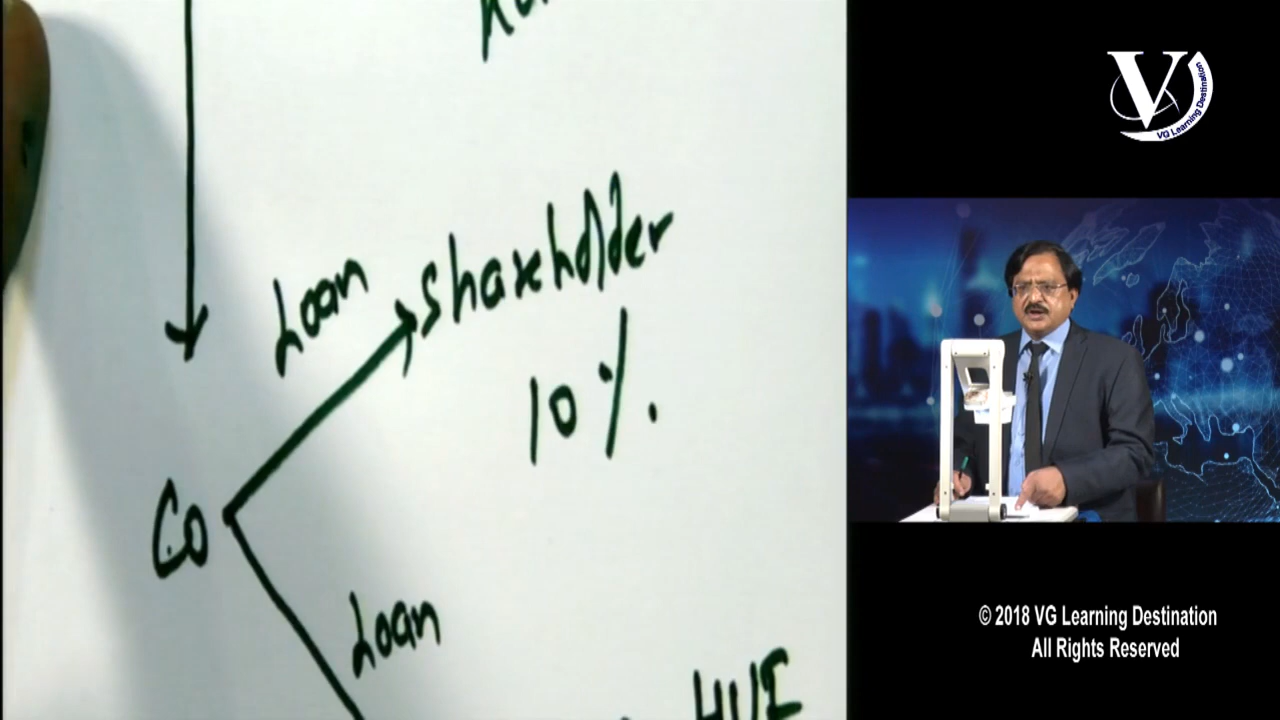 Loan
shareholder
10%.
Co
Loan
HUF
V
VG Learning Destination
© 2018 VG Learning Destination
All Rights Reserved